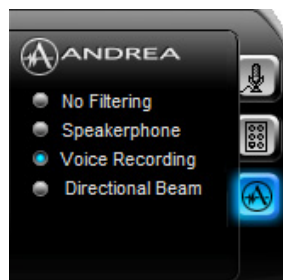 ANDREA
No Filtering
Speakerphone
Voice Recording
Directional Beam